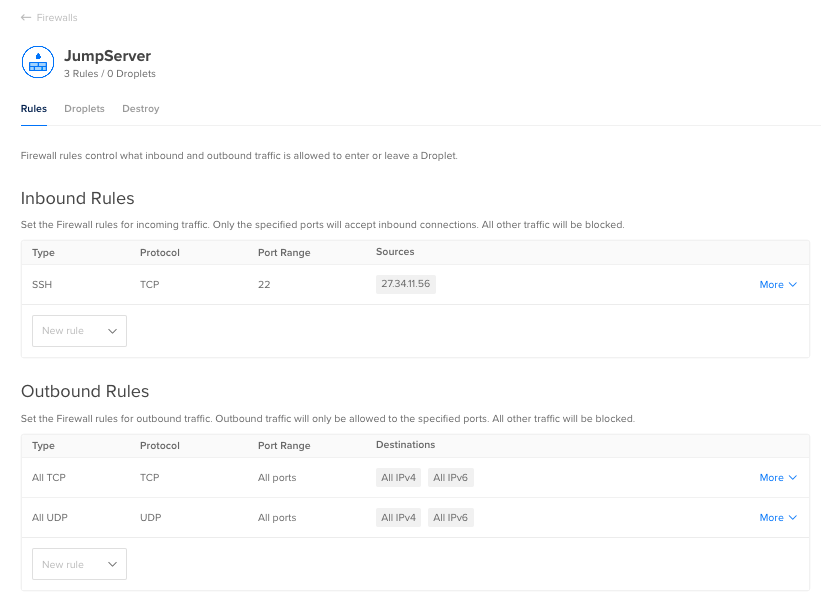 ← Firewalls
JumpServer
3 Rules / 0 Droplets
Rules Droplets Destroy
Firewall rules control what inbound and outbound traffic is allowed to enter or leave a Droplet.
Inbound Rules
Set the Firewall rules for incoming traffic. Only the specified ports will accept inbound connections. All other traffic will be blocked.
Type Protocol Port Range Sources
SSH TCP 22 27.34.11.56 More
New rule
Outbound Rules
Set the Firewall rules for outbound traffic. Outbound traffic will only be allowed to the specified ports. All other traffic will be blocked.
Type Protocol Port Range Destinations
All TCP TCP All ports All IPv4 All IPv6 More
All UDP UDP All ports All IPv4 All IPv6 More
New rule